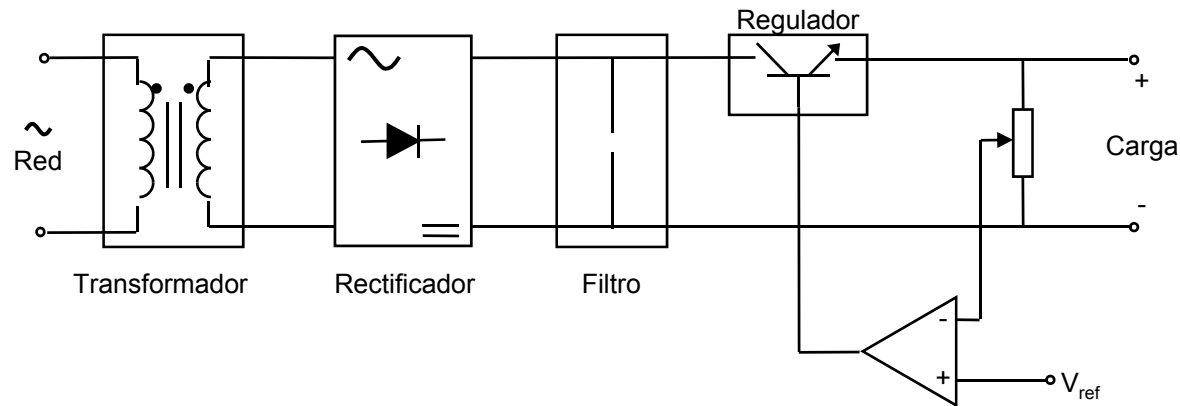 Regulador
+
Red
Carga
-
Transformador
Rectificador
Filtro
-
+
Vref